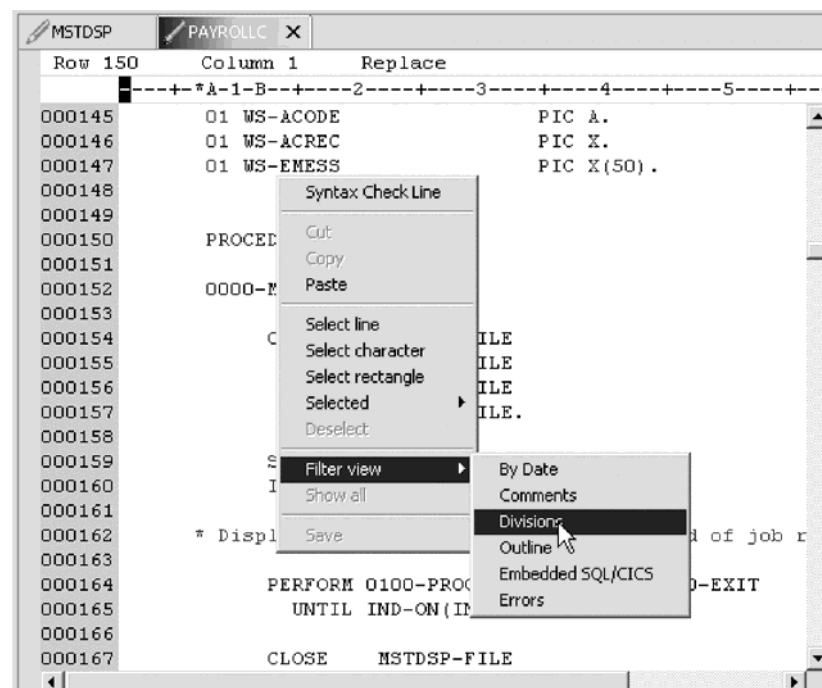 MSTDSP PAYROLLC X
Row 150 Column 1 Replace
----+-*A-1-B--+----2----+----3----+----4----+----5----+--
000145 01 WS-ACODE PIC A.
000146 01 WS-ACREC PIC X.
000147 01 WS-EMESS PIC X(50).
000148
000149
000150 PROCED
000151
000152 0000-M
000153
000154 C ILE
000155 ILE
000156 ILE
000157 ILE.
000158
000159 S
000160 I
000161
000162 * Displ d of job r
000163
000164 PERFORM 0100-PROC 0-EXIT
000165 UNTIL IND-ON(IN
000166
000167 CLOSE MSTDSP-FILE
Syntax Check Line
Cut
Copy
Paste
Select line
Select character
Select rectangle
Selected
Deselect
Filter view
Show all
Save
By Date
Comments
Divisions
Outline
Embedded SQL/CICS
Errors